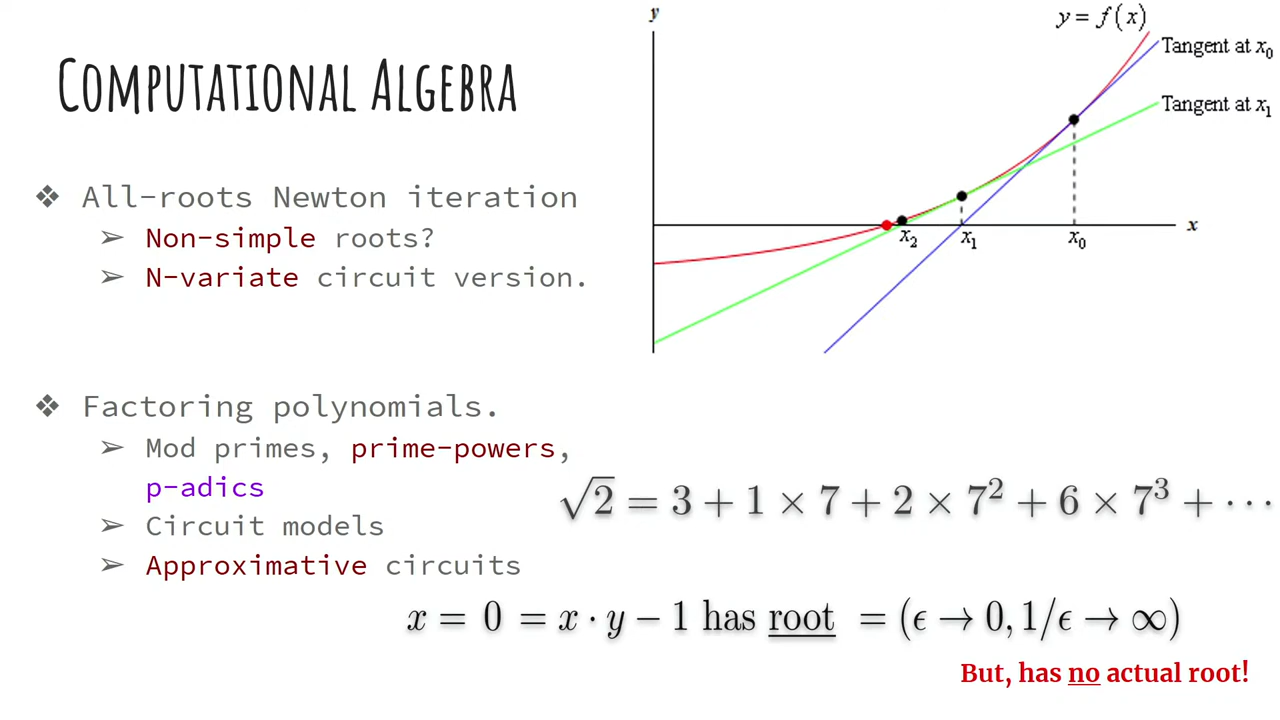 Computational Algebra
❖ All-roots Newton iteration
➢ Non-simple roots?
➢ N-variate circuit version.
❖ Factoring polynomials.
➢ Mod primes, prime-powers,
p-adics
➢ Circuit models
➢ Approximative circuits
y
y = f(x)
Tangent at x₀
Tangent at x₁
x
x₂
x₁
x₀
√2 = 3 + 1 × 7 + 2 × 7² + 6 × 7³ + ⋯
x = 0 = x · y − 1 has root = (ϵ → 0, 1/ϵ → ∞)
But, has no actual root!